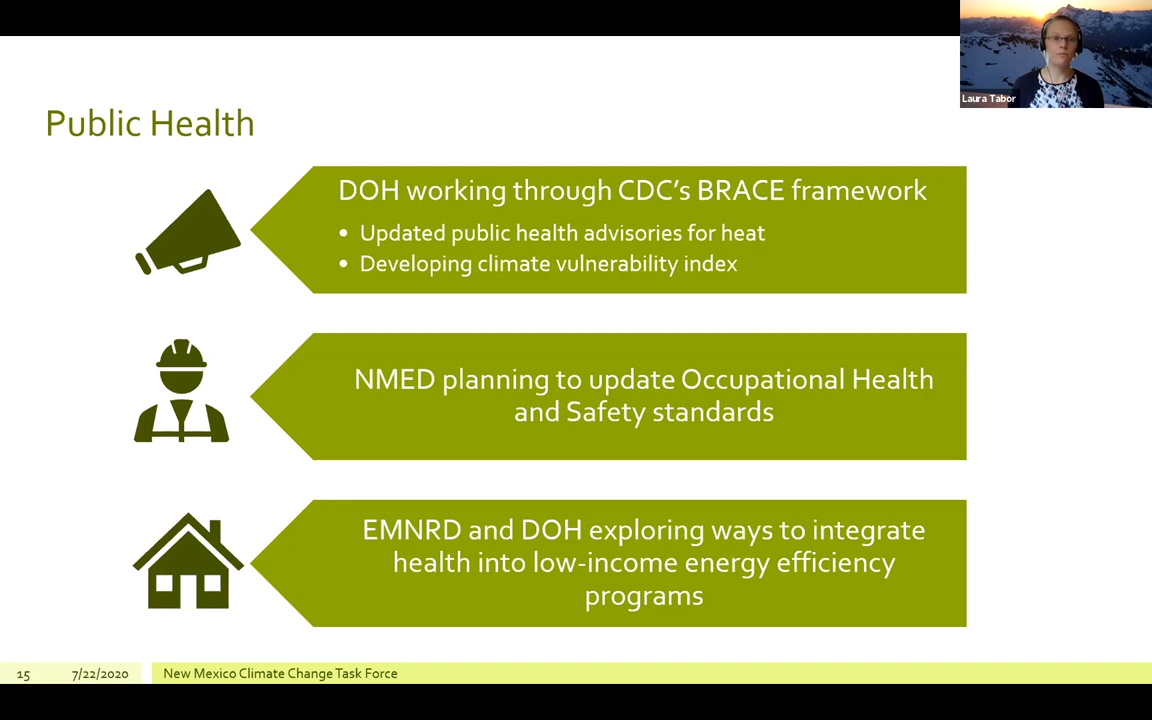 Laura Tabor
Public Health
DOH working through CDC’s BRACE framework
• Updated public health advisories for heat
• Developing climate vulnerability index
NMED planning to update Occupational Health
and Safety standards
EMNRD and DOH exploring ways to integrate
health into low-income energy efficiency
programs
15 7/22/2020 New Mexico Climate Change Task Force